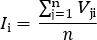 I_i = \frac{\sum_{j=1}^{n} V_{ji}}{n}